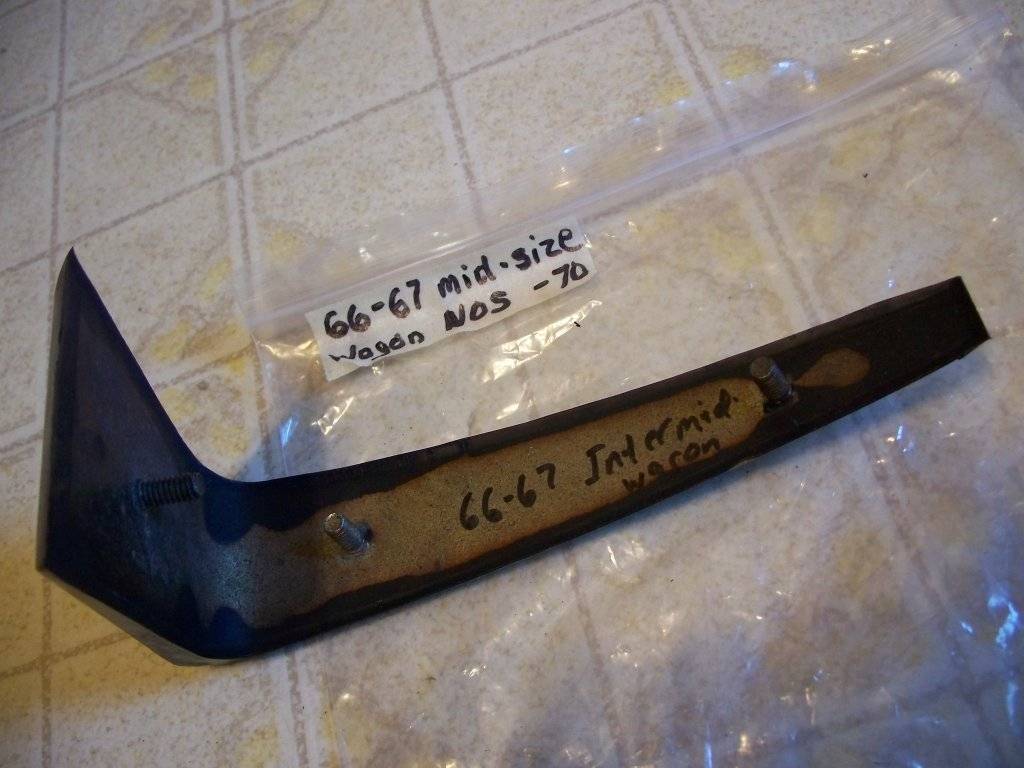 66-67 mid-size
wagon NOS -70
66-67 Intermid.
wagon